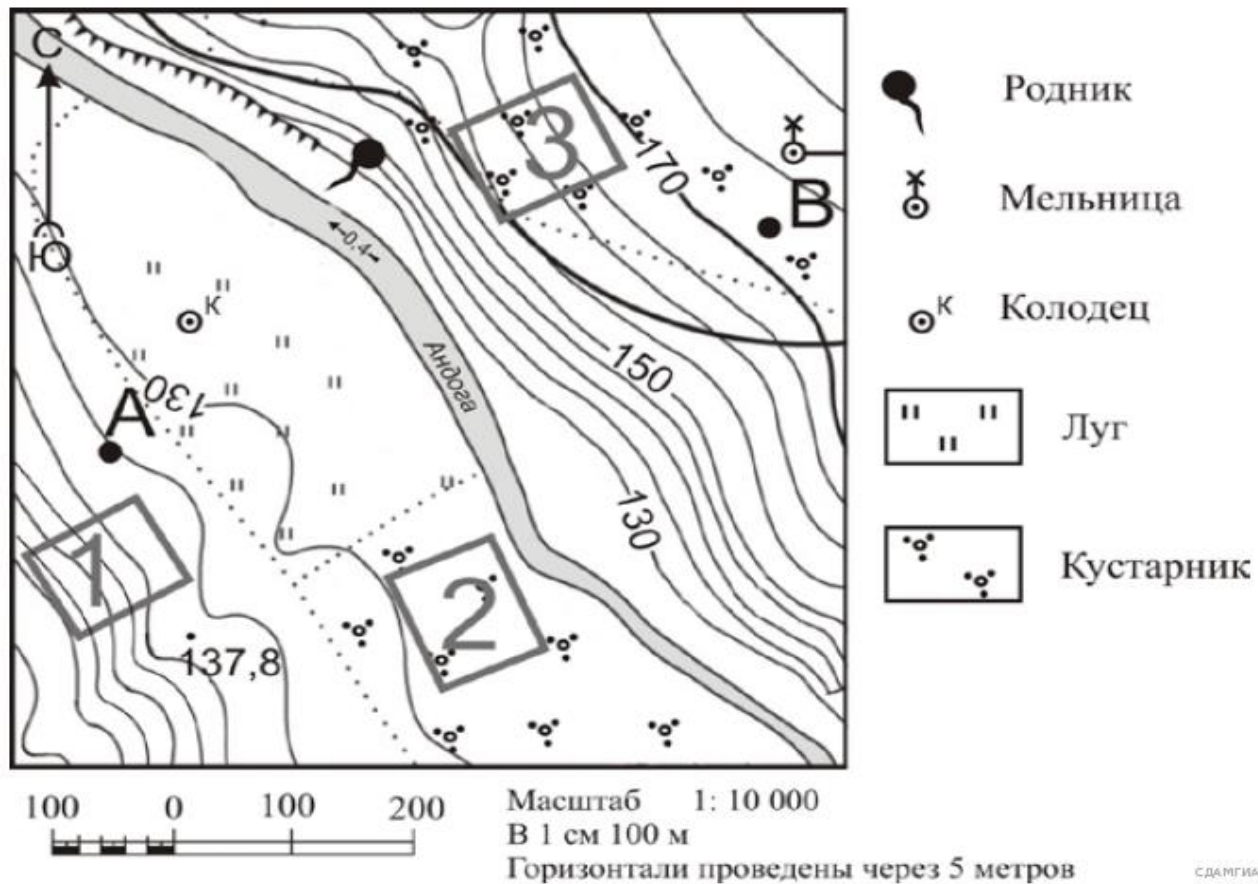 С
Ю
К
0,4
Андога
А
В
130
150
130
170
137,8
1
2
3
Родник
Мельница
Колодец
К
Луг
Кустарник
100 0 100 200
Масштаб 1: 10 000
В 1 см 100 м
Горизонтали проведены через 5 метров
СДАМГИА